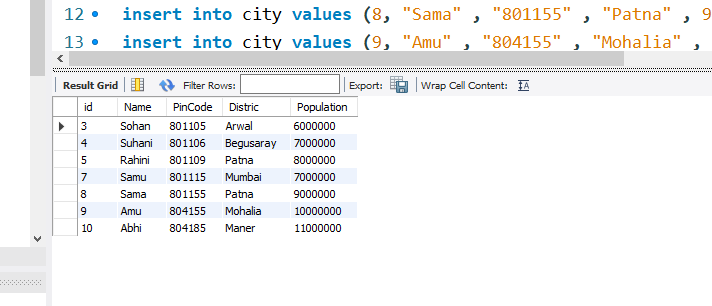 12 insert into city values (8, "Sama" , "801155" , "Patna" , 9
13 insert into city values (9, "Amu" , "804155" , "Mohalia" ,
Result Grid Filter Rows: Export: Wrap Cell Content:
id Name PinCode Distric Population
3 Sohan 801105 Arwal 6000000
4 Suhani 801106 Begusaray 7000000
5 Rahini 801109 Patna 8000000
7 Samu 801115 Mumbai 7000000
8 Sama 801155 Patna 9000000
9 Amu 804155 Mohalia 10000000
10 Abhi 804185 Maner 11000000